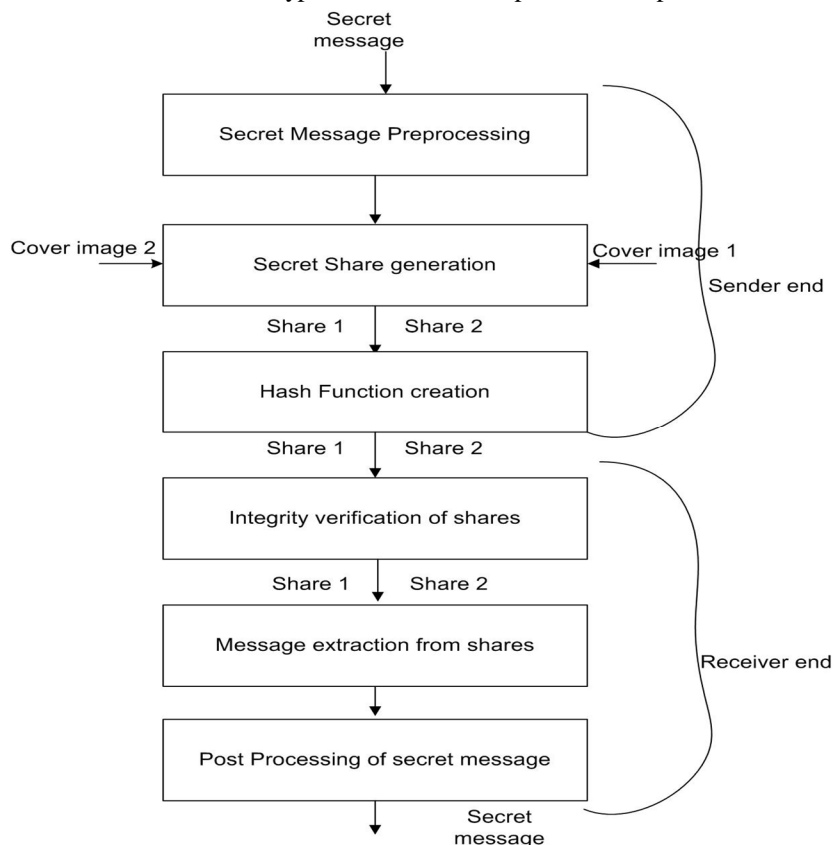 Secret
message
Secret Message Preprocessing
Cover image 2
Cover image 1
Secret Share generation
Sender end
Share 1 Share 2
Hash Function creation
Share 1 Share 2
Integrity verification of shares
Share 1 Share 2
Message extraction from shares
Receiver end
Post Processing of secret message
Secret
message